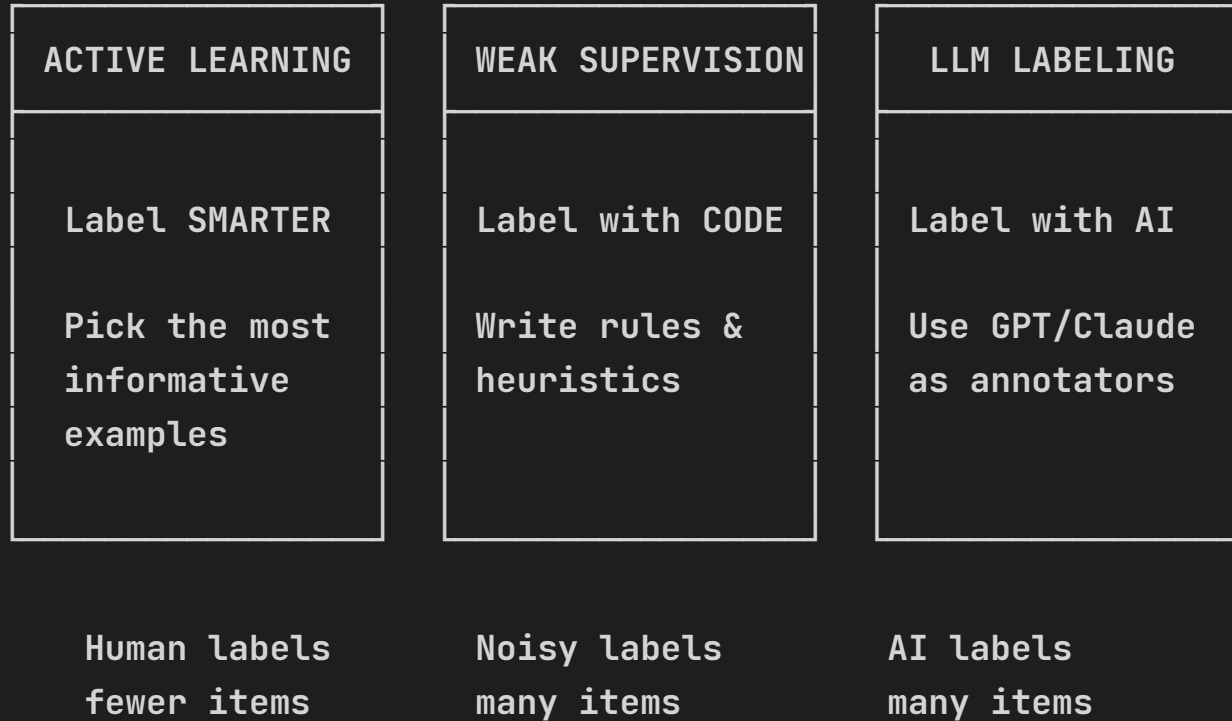 ACTIVE LEARNING
Label SMARTER
Pick the most
informative
examples
Human labels
fewer items
WEAK SUPERVISION
Label with CODE
Write rules &
heuristics
Noisy labels
many items
LLM LABELING
Label with AI
Use GPT/Claude
as annotators
AI labels
many items